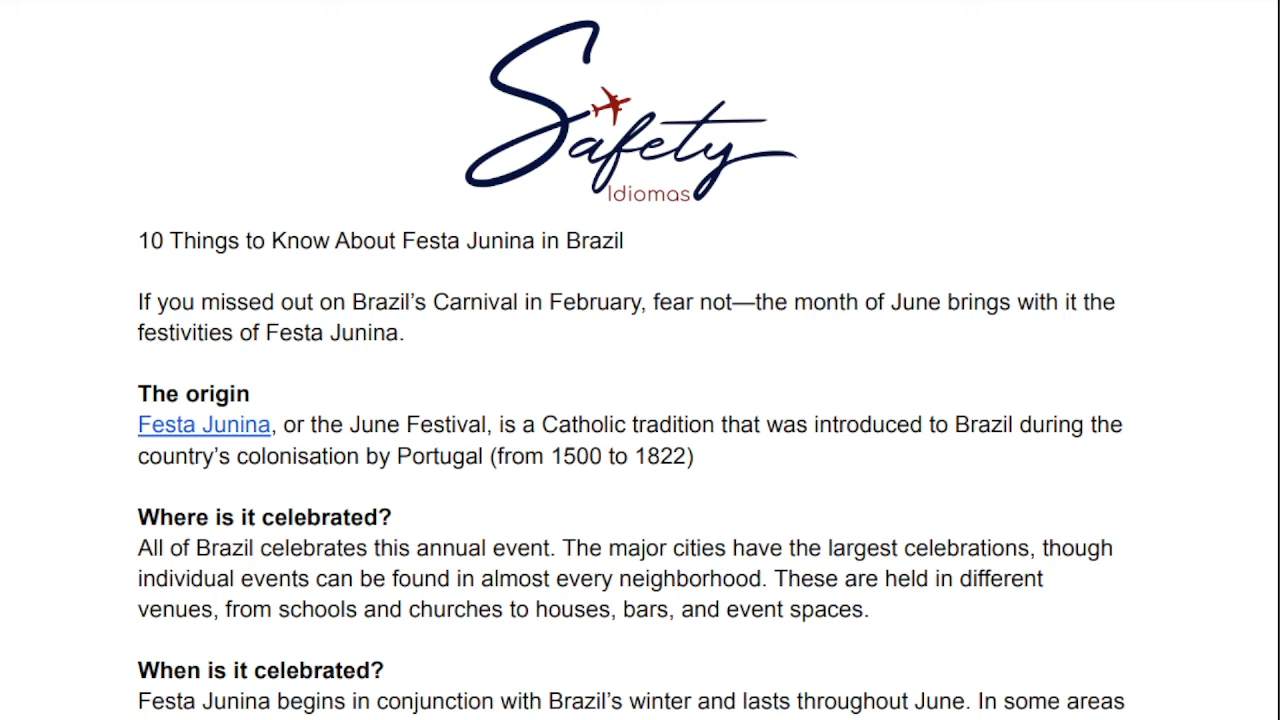 Safety
Idiomas
10 Things to Know About Festa Junina in Brazil
If you missed out on Brazil’s Carnival in February, fear not—the month of June brings with it the
festivities of Festa Junina.
The origin
Festa Junina, or the June Festival, is a Catholic tradition that was introduced to Brazil during the
country’s colonisation by Portugal (from 1500 to 1822)
Where is it celebrated?
All of Brazil celebrates this annual event. The major cities have the largest celebrations, though
individual events can be found in almost every neighborhood. These are held in different
venues, from schools and churches to houses, bars, and event spaces.
When is it celebrated?
Festa Junina begins in conjunction with Brazil’s winter and lasts throughout June. In some areas